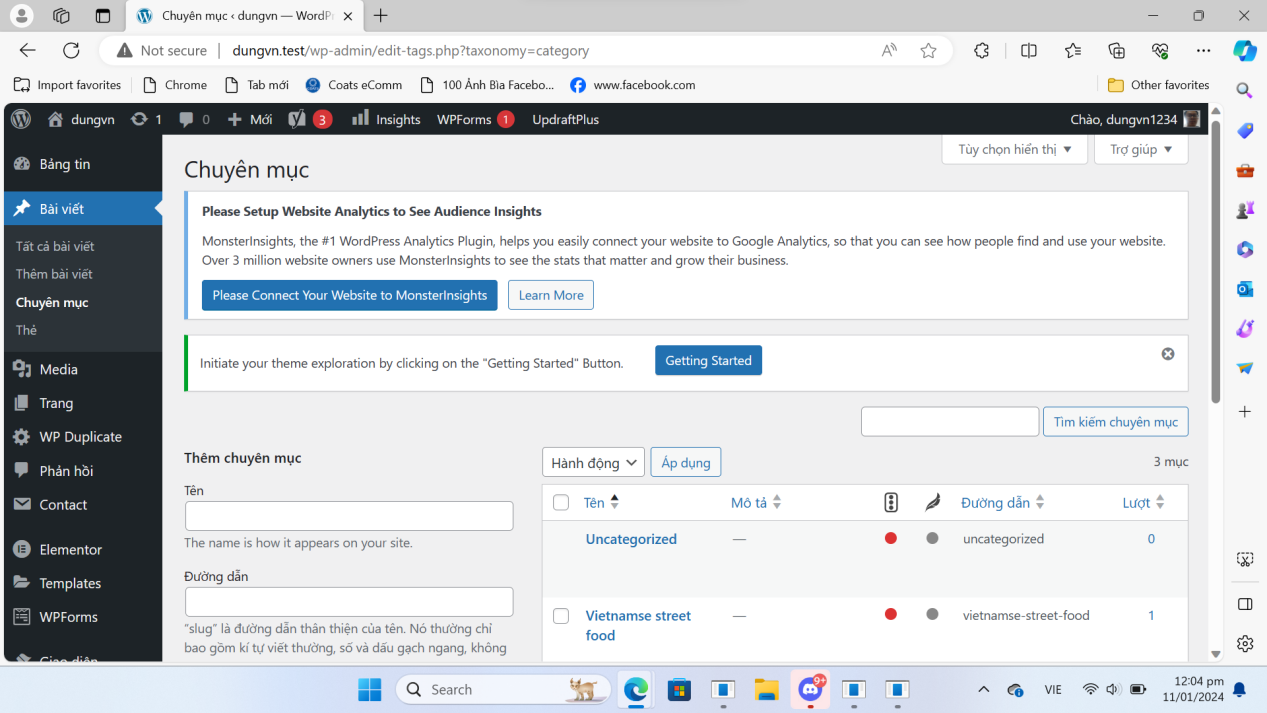 Chuyên mục ‹ dungvn — WordPr
Not secure
dungvn.test/wp-admin/edit-tags.php?taxonomy=category
Import favorites
Chrome
Tab mới
Coats eComm
100 Ảnh Bìa Facebo...
www.facebook.com
Other favorites
dungvn
1
0
Mới
3
Insights
WPForms 1
UpdraftPlus
Chào, dungvn1234
Bảng tin
Bài viết
Tất cả bài viết
Thêm bài viết
Chuyên mục
Thẻ
Media
Trang
WP Duplicate
Phản hồi
Contact
Elementor
Templates
WPForms
Giao diện
Tùy chọn hiển thị
Trợ giúp
Chuyên mục
Please Setup Website Analytics to See Audience Insights
MonsterInsights, the #1 WordPress Analytics Plugin, helps you easily connect your website to Google Analytics, so that you can see how people find and use your website.
Over 3 million website owners use MonsterInsights to see the stats that matter and grow their business.
Please Connect Your Website to MonsterInsights
Learn More
Initiate your theme exploration by clicking on the "Getting Started" Button.
Getting Started
Tìm kiếm chuyên mục
Thêm chuyên mục
Tên
The name is how it appears on your site.
Đường dẫn
"slug" là đường dẫn thân thiện của tên. Nó thường chỉ
bao gồm kí tự viết thường, số và dấu gạch ngang, không
Hành động
Áp dụng
3 mục
Tên
Mô tả
Đường dẫn
Lượt
Uncategorized
—
uncategorized
0
Vietnamse street
food
—
vietnamse-street-food
1
Search
9+
VIE
12:04 pm
11/01/2024